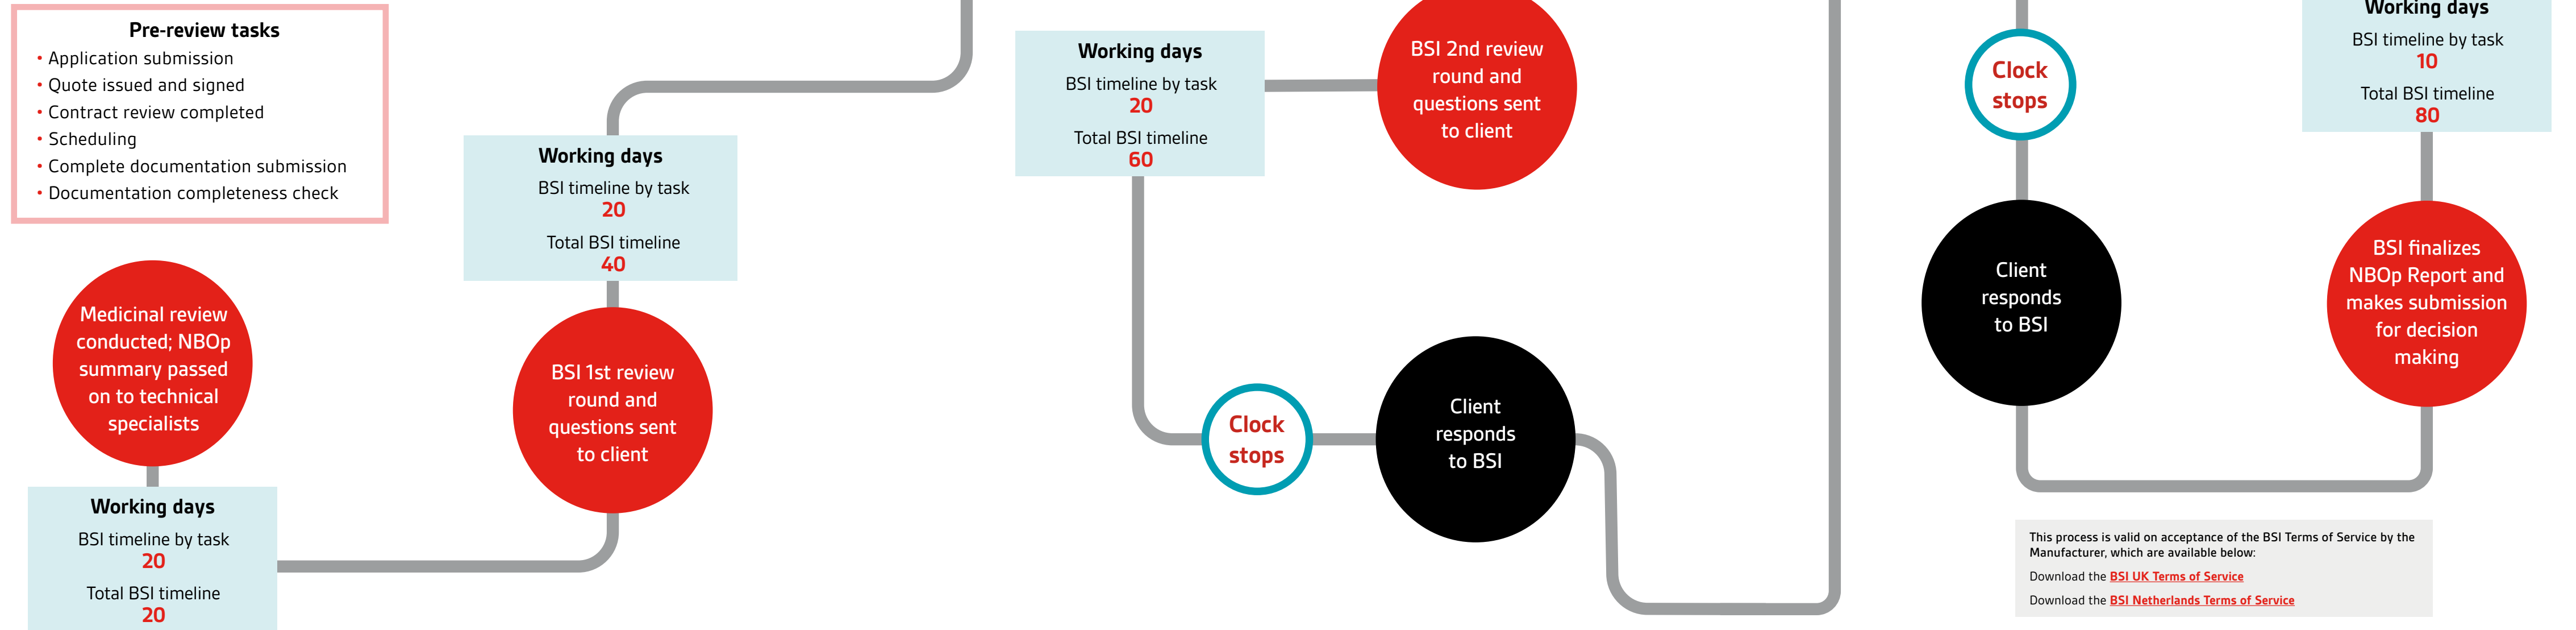 Pre-review tasks
• Application submission
• Quote issued and signed
• Contract review completed
• Scheduling
• Complete documentation submission
• Documentation completeness check
Medicinal review
conducted; NBOp
summary passed
on to technical
specialists
Working days
BSI timeline by task
20
Total BSI timeline
20
Working days
BSI timeline by task
20
Total BSI timeline
40
BSI 1st review
round and
questions sent
to client
Working days
BSI timeline by task
20
Total BSI timeline
60
BSI 2nd review
round and
questions sent
to client
Clock
stops
Client
responds
to BSI
Clock
stops
Client
responds
to BSI
Working days
BSI timeline by task
10
Total BSI timeline
80
BSI finalizes
NBOp Report and
makes submission
for decision
making
This process is valid on acceptance of the BSI Terms of Service by the
Manufacturer, which are available below:
Download the BSI UK Terms of Service
Download the BSI Netherlands Terms of Service